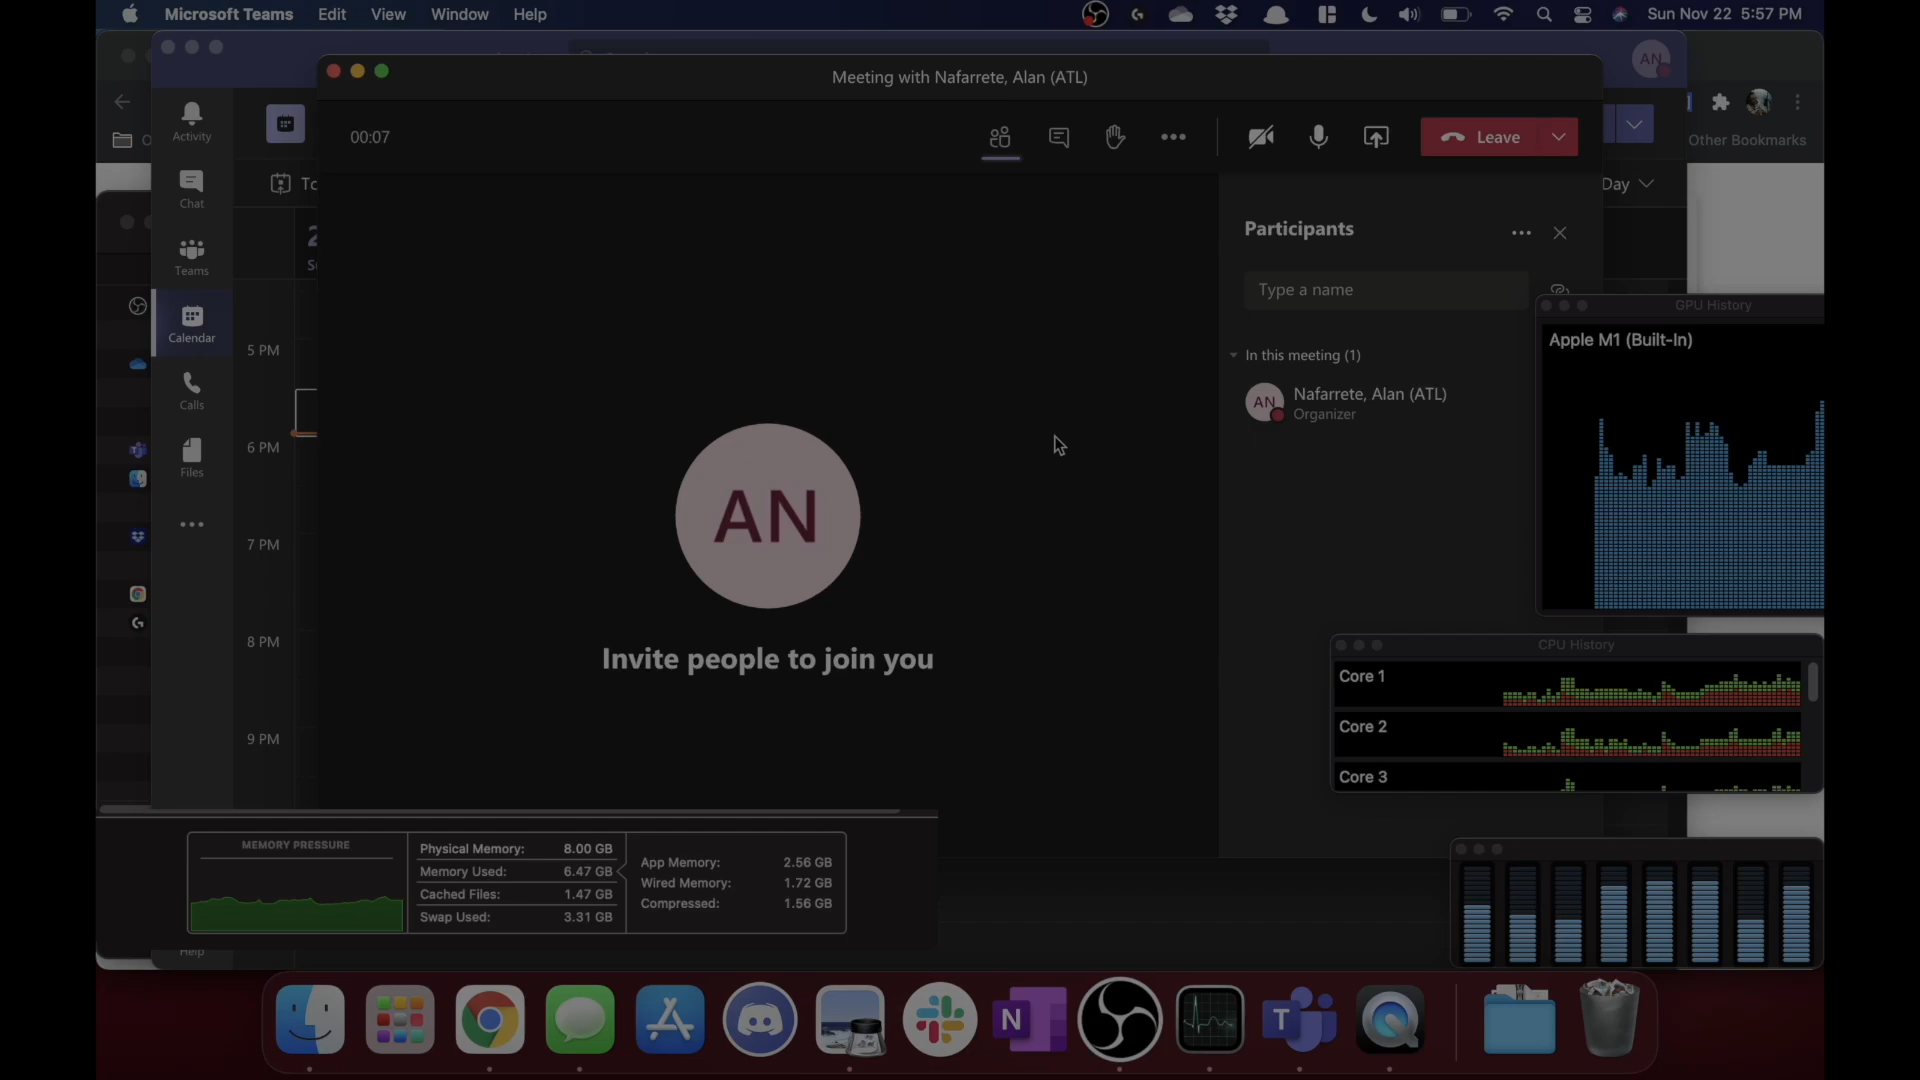 Microsoft Teams Edit View Window Help
Sun Nov 22 5:57 PM
Meeting with Nafarrete, Alan (ATL)
AN
00:07
Leave
Other Bookmarks
Day
Activity
Chat
Teams
Calendar
Calls
Files
Help
5 PM
6 PM
7 PM
8 PM
9 PM
AN
Invite people to join you
Participants
Type a name
In this meeting (1)
AN
Nafarrete, Alan (ATL)
Organizer
GPU History
Apple M1 (Built-In)
CPU History
Core 1
Core 2
Core 3
MEMORY PRESSURE
Physical Memory: 8.00 GB
Memory Used: 6.47 GB
Cached Files: 1.47 GB
Swap Used: 3.31 GB
App Memory: 2.56 GB
Wired Memory: 1.72 GB
Compressed: 1.56 GB
N
T